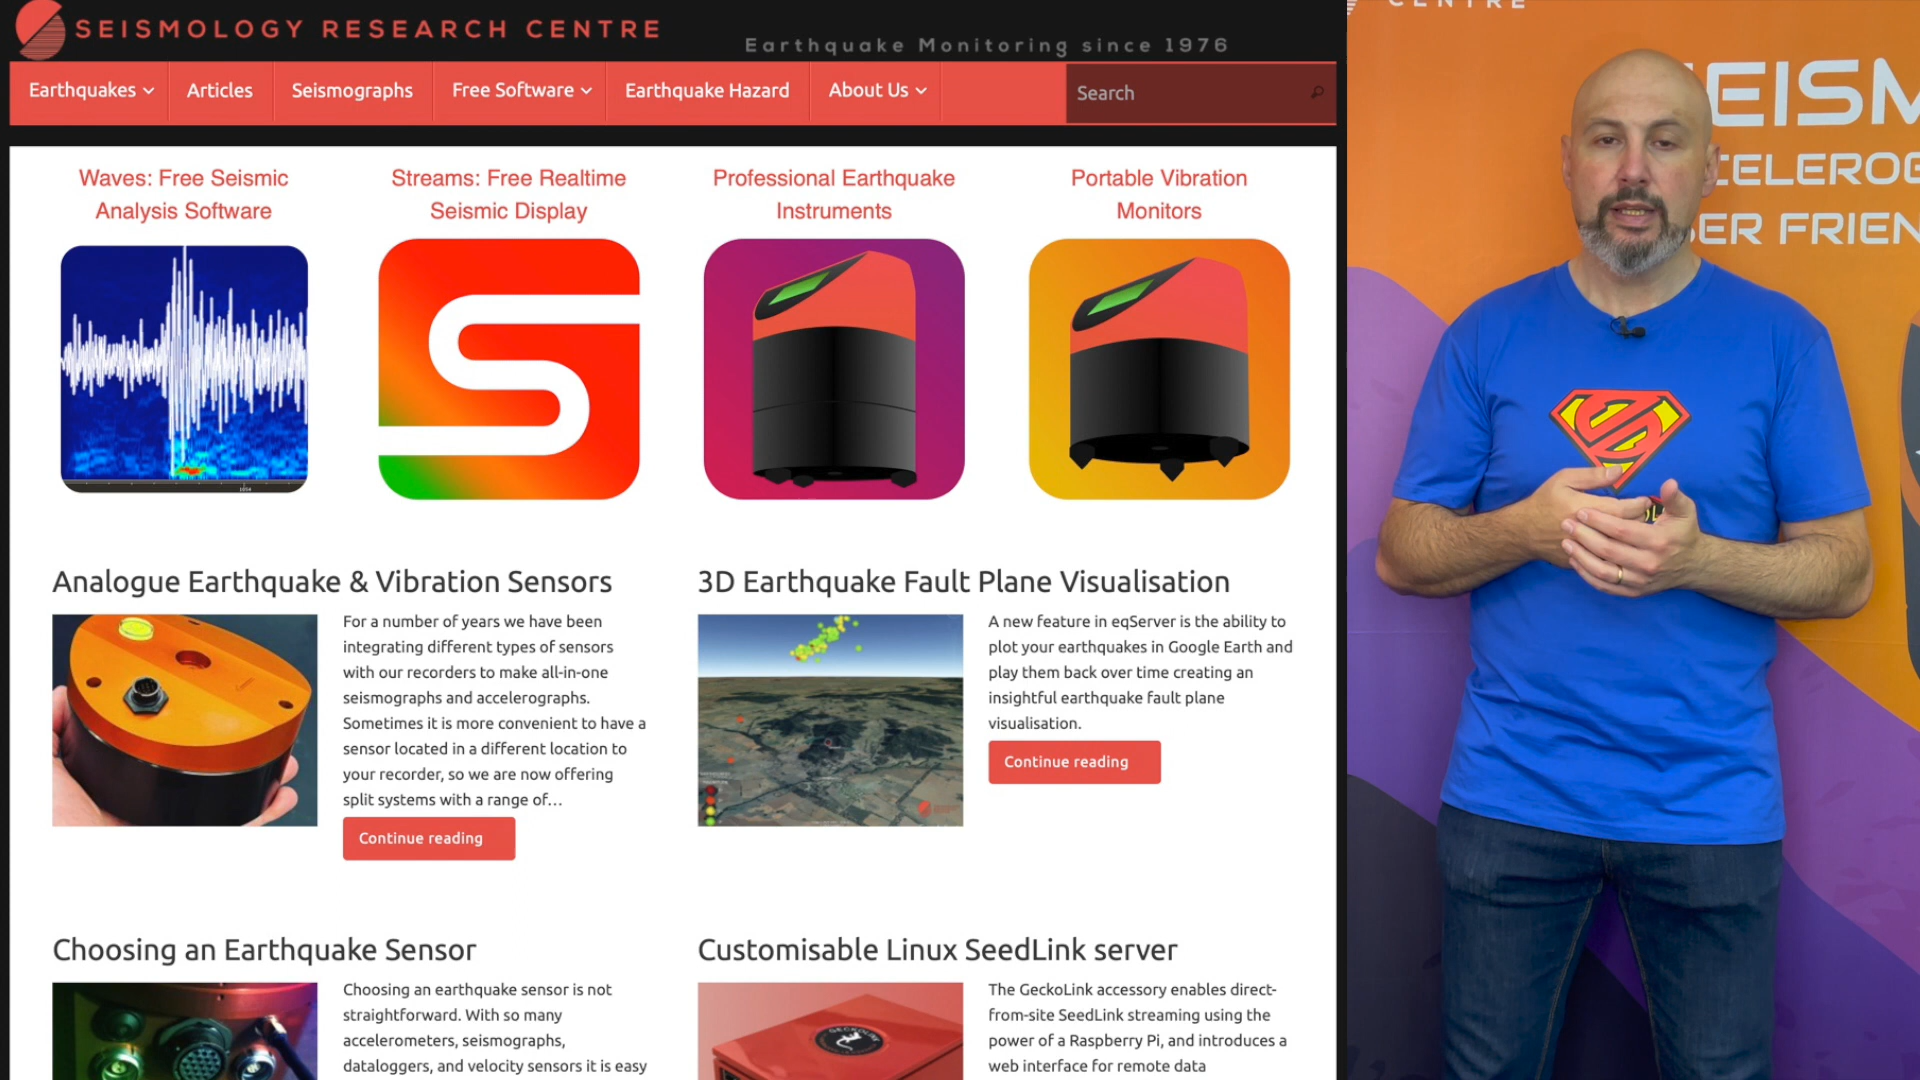 SEISMOLOGY RESEARCH CENTRE
Earthquake Monitoring since 1976
Earthquakes
Articles
Seismographs
Free Software
Earthquake Hazard
About Us
Search
Waves: Free Seismic
Analysis Software
Streams: Free Realtime
Seismic Display
Professional Earthquake
Instruments
Portable Vibration
Monitors
Analogue Earthquake & Vibration Sensors
For a number of years we have been
integrating different types of sensors
with our recorders to make all-in-one
seismographs and accelerographs.
Sometimes it is more convenient to have a
sensor located in a different location to
your recorder, so we are now offering
split systems with a range of…
Continue reading
3D Earthquake Fault Plane Visualisation
A new feature in eqServer is the ability to
plot your earthquakes in Google Earth and
play them back over time creating an
insightful earthquake fault plane
visualisation.
Continue reading
Choosing an Earthquake Sensor
Choosing an earthquake sensor is not
straightforward. With so many
accelerometers, seismographs,
dataloggers, and velocity sensors it is easy
Customisable Linux SeedLink server
GECKOLINK
The GeckoLink accessory enables direct-
from-site SeedLink streaming using the
power of a Raspberry Pi, and introduces a
web interface for remote data
CENTRE
EISM
CELEROG
SER FRIEN